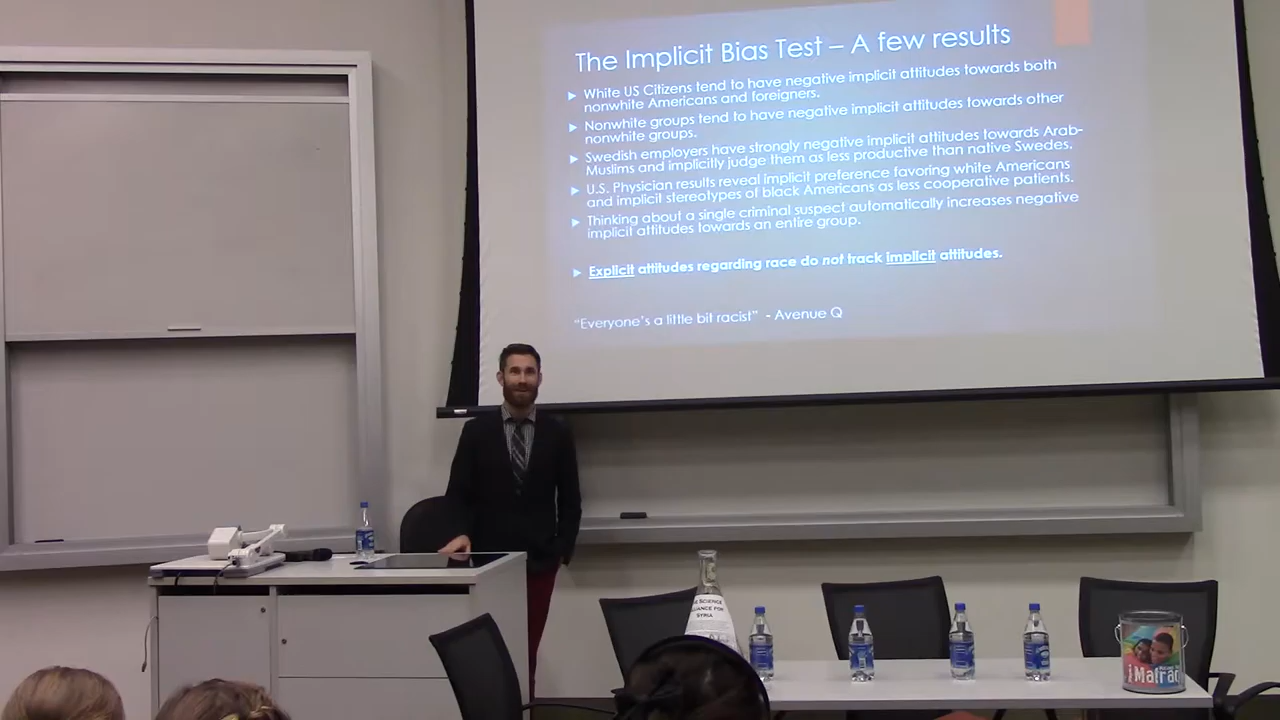 The Implicit Bias Test – A few results
White US Citizens tend to have negative implicit attitudes towards both
nonwhite Americans and foreigners.
Nonwhite groups tend to have negative implicit attitudes towards other
nonwhite groups.
Swedish employers have strongly negative implicit attitudes towards Arab-
Muslims and implicitly judge them as less productive than native Swedes.
U.S. Physician results reveal implicit preference favoring white Americans
and implicit stereotypes of black Americans as less cooperative patients.
Thinking about a single criminal suspect automatically increases negative
implicit attitudes towards an entire group.
Explicit attitudes regarding race do not track implicit attitudes.
"Everyone's a little bit racist" - Avenue Q
SCIENCE
FOR
SYRIA